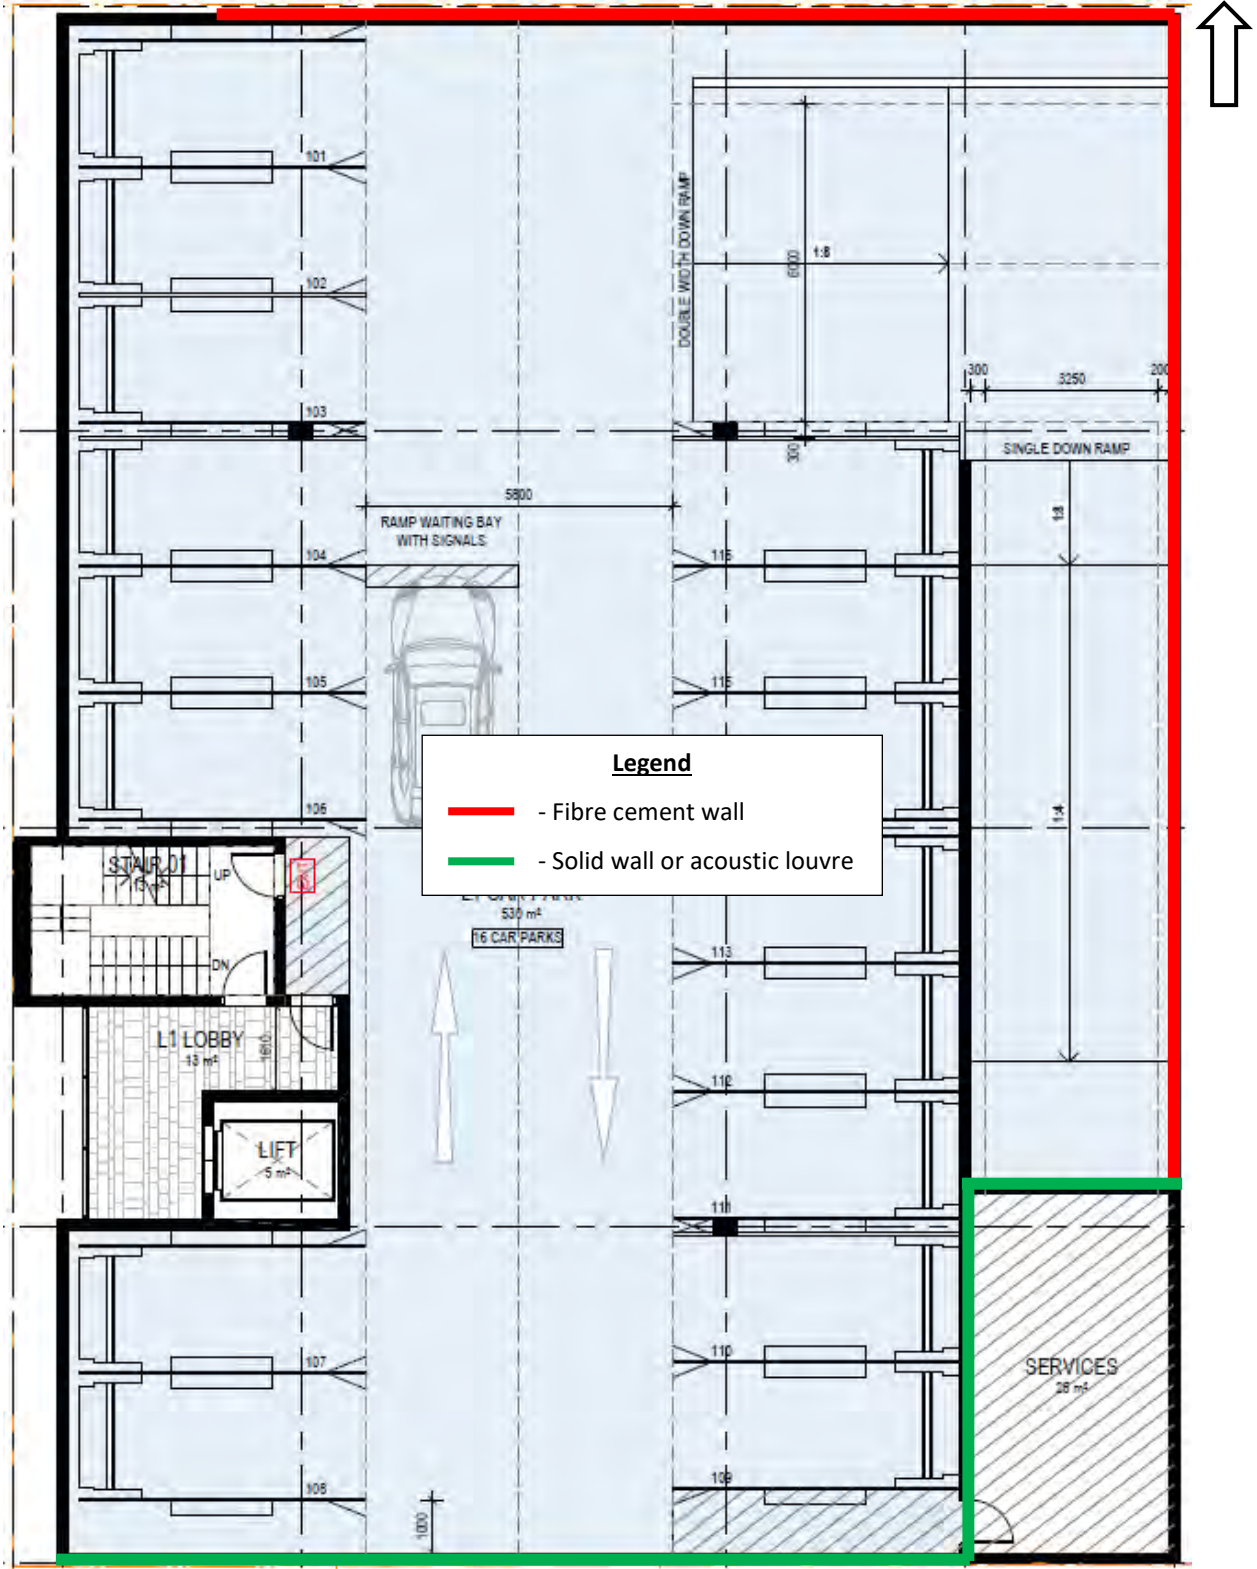 101
102
DOUBLE WIDTH DOWN RAMP
6000
1:8
300
3250
200
103
300
SINGLE DOWN RAMP
5800
RAMP WAITING BAY
WITH SIGNALS
1:8
104
116
105
115
Legend
- Fibre cement wall
- Solid wall or acoustic louvre
106
1:4
STAIR 01
UP
530 m²
16 CAR PARKS
DN
113
L1 LOBBY
13 m²
1610
112
LIFT
5 m²
111
107
110
SERVICES
26 m²
108
109
1000